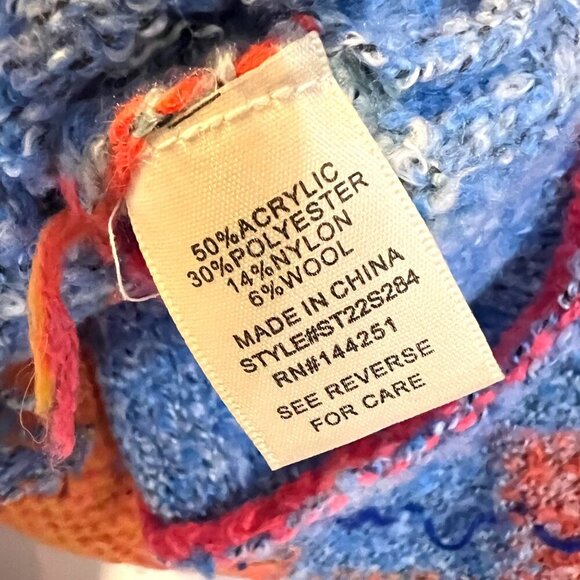 50%ACRYLIC
30%POLYESTER
14%NYLON
6%WOOL
MADE IN CHINA
STYLE#ST22S284
RN#144251
SEE REVERSE
FOR CARE